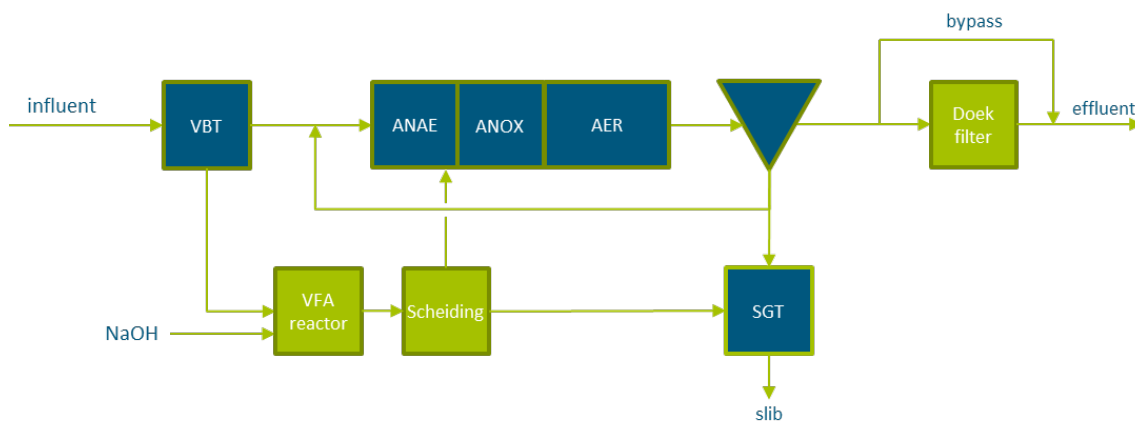 bypass
influent
VBT
ANAE
ANOX
AER
Doek
filter
effluent
VFA
reactor
Scheiding
SGT
NaOH
slib